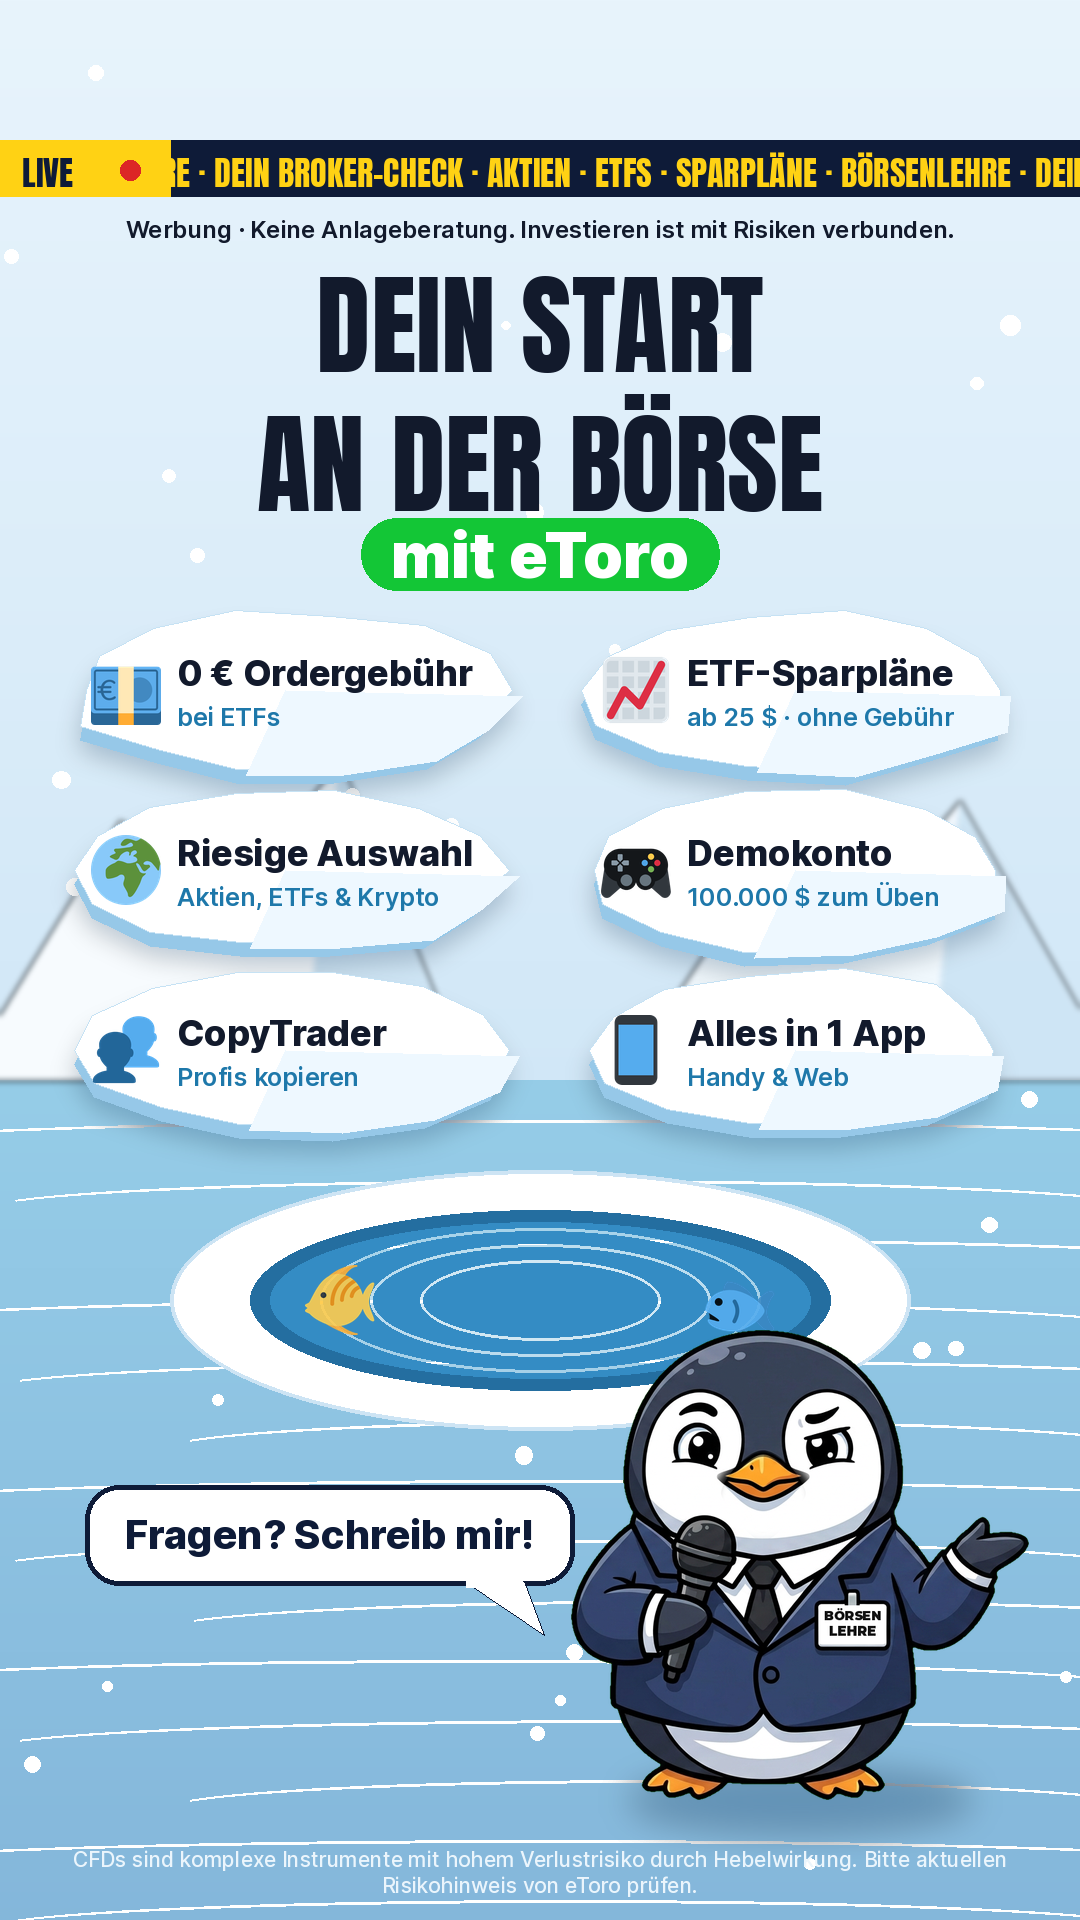 LIVE
RE · DEIN BROKER-CHECK · AKTIEN · ETFS · SPARPLÄNE · BÖRSENLEHRE · DEI
Werbung · Keine Anlageberatung. Investieren ist mit Risiken verbunden.
DEIN START
AN DER BÖRSE
mit eToro
0 € Ordergebühr
bei ETFs
ETF-Sparpläne
ab 25 $ · ohne Gebühr
Riesige Auswahl
Aktien, ETFs & Krypto
Demokonto
100.000 $ zum Üben
CopyTrader
Profis kopieren
Alles in 1 App
Handy & Web
Fragen? Schreib mir!
BÖRSEN
LEHRE
CFDs sind komplexe Instrumente mit hohem Verlustrisiko durch Hebelwirkung. Bitte aktuellen
Risikohinweis von eToro prüfen.